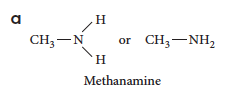 a
H
CH₃—N or CH₃—NH₂
H
Methanamine